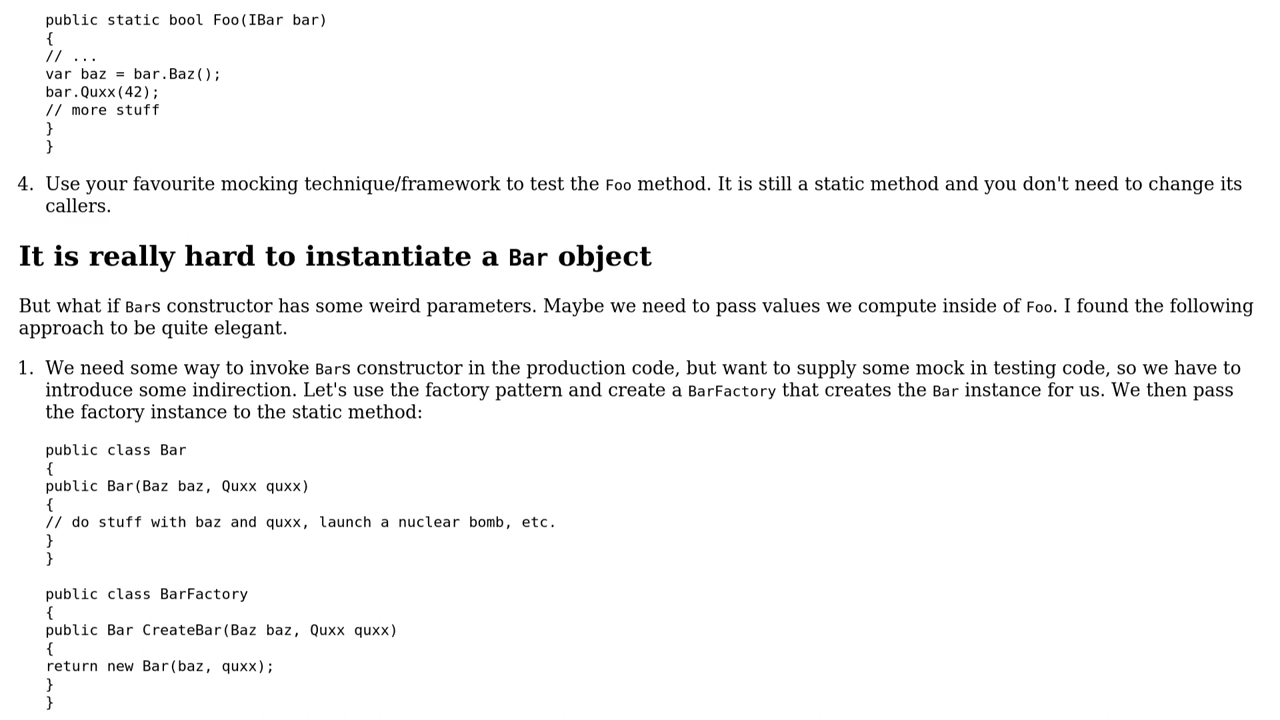 public static bool Foo(IBar bar)
{
// ...
var baz = bar.Baz();
bar.Quxx(42);
// more stuff
}
}
4. Use your favourite mocking technique/framework to test the Foo method. It is still a static method and you don't need to change its
callers.
It is really hard to instantiate a Bar object
But what if Bars constructor has some weird parameters. Maybe we need to pass values we compute inside of Foo. I found the following
approach to be quite elegant.
1. We need some way to invoke Bars constructor in the production code, but want to supply some mock in testing code, so we have to
introduce some indirection. Let's use the factory pattern and create a BarFactory that creates the Bar instance for us. We then pass
the factory instance to the static method:
public class Bar
{
public Bar(Baz baz, Quxx quxx)
{
// do stuff with baz and quxx, launch a nuclear bomb, etc.
}
}
public class BarFactory
{
public Bar CreateBar(Baz baz, Quxx quxx)
{
return new Bar(baz, quxx);
}
}